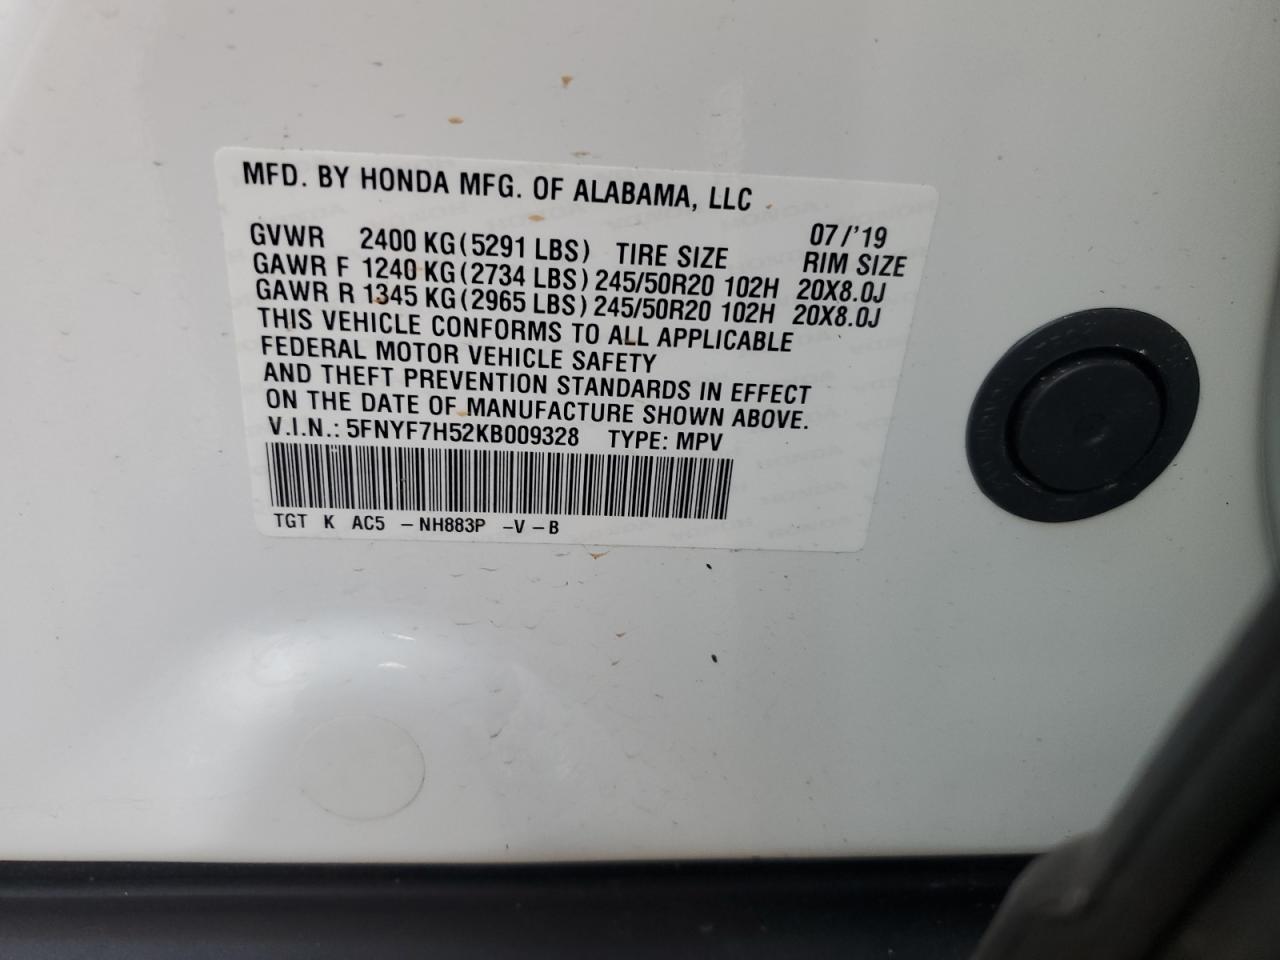 MFD. BY HONDA MFG. OF ALABAMA, LLC
07/'19
GVWR 2400 KG(5291 LBS) TIRE SIZE RIM SIZE
GAWR F 1240 KG(2734 LBS) 245/50R20 102H 20X8.0J
GAWR R 1345 KG(2965 LBS) 245/50R20 102H 20X8.0J
THIS VEHICLE CONFORMS TO ALL APPLICABLE
FEDERAL MOTOR VEHICLE SAFETY
AND THEFT PREVENTION STANDARDS IN EFFECT
ON THE DATE OF MANUFACTURE SHOWN ABOVE.
V.I.N.: 5FNYF7H52KB009328 TYPE: MPV
TGT K AC5 -NH883P -V-B